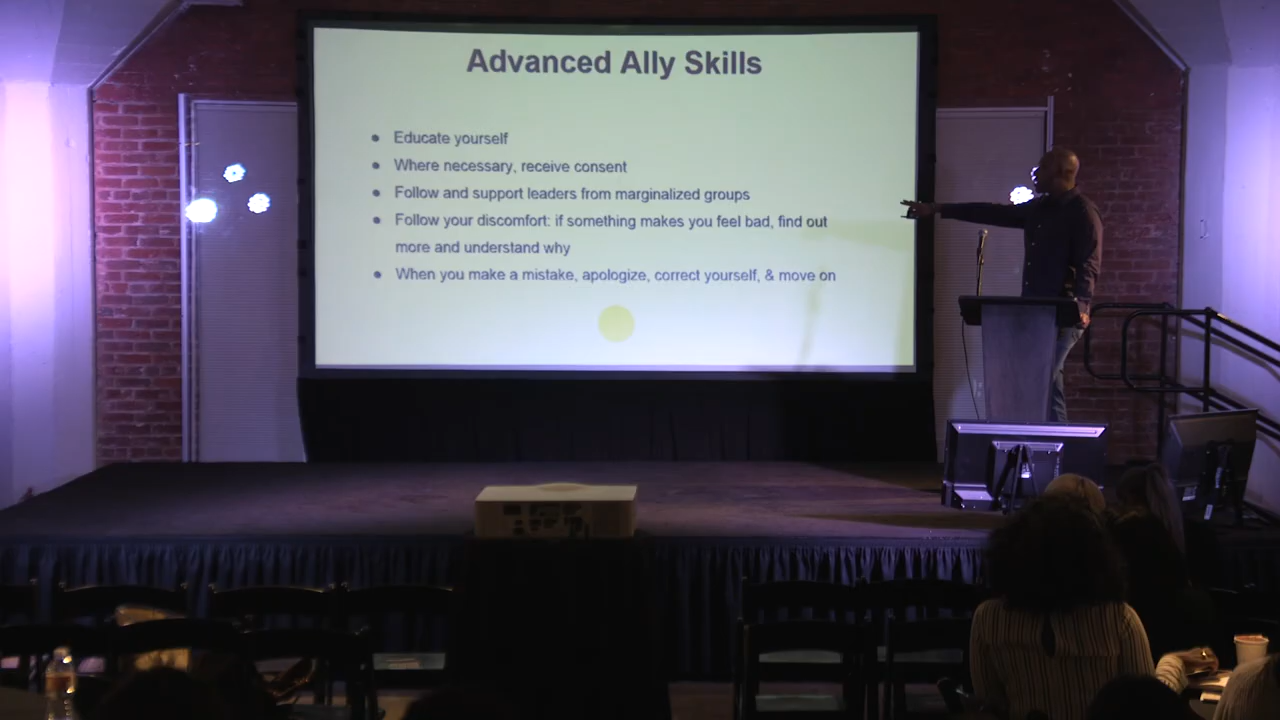 Advanced Ally Skills
● Educate yourself
● Where necessary, receive consent
● Follow and support leaders from marginalized groups
● Follow your discomfort: if something makes you feel bad, find out
more and understand why
● When you make a mistake, apologize, correct yourself, & move on